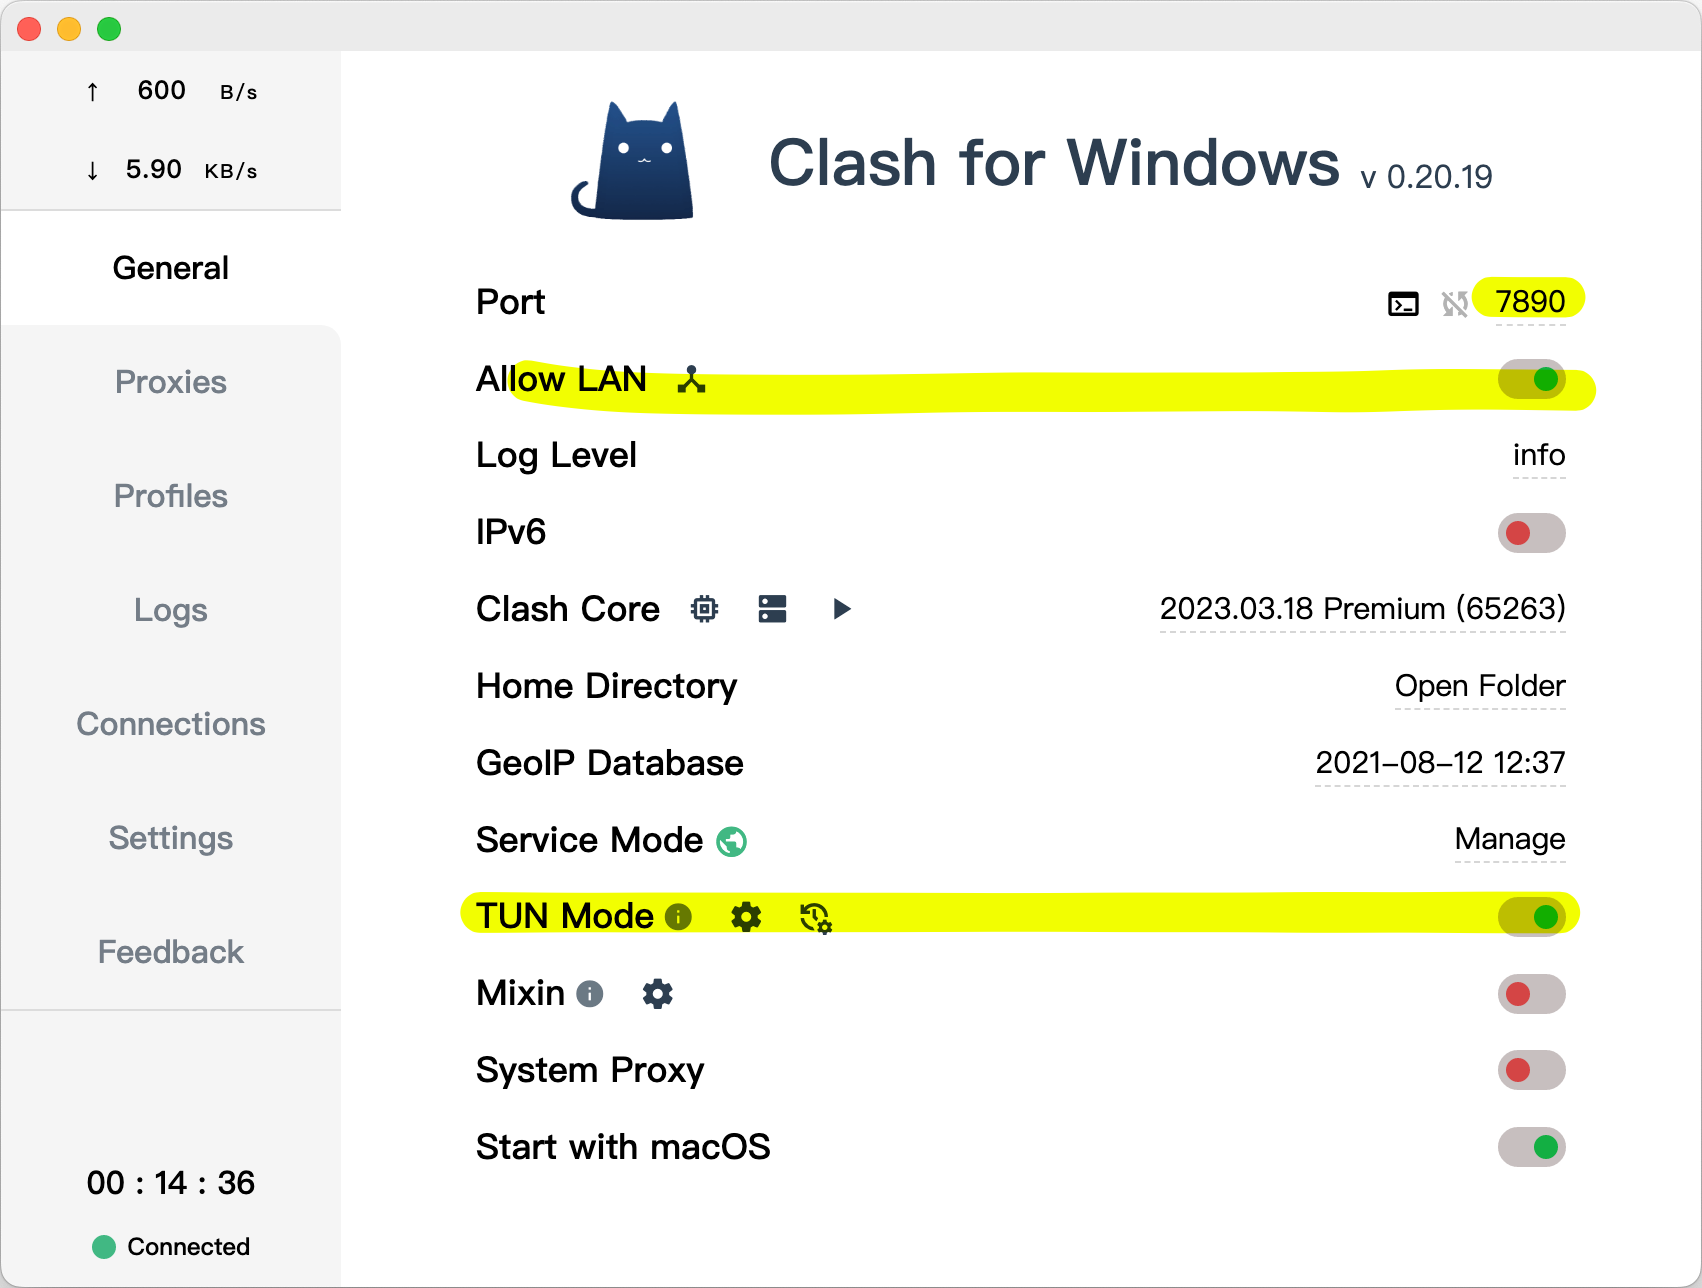 ↑ 600 B/s
↓ 5.90 KB/s
General
Proxies
Profiles
Logs
Connections
Settings
Feedback
00 : 14 : 36
Connected
Clash for Windows v 0.20.19
Port 7890
Allow LAN
Log Level info
IPv6
Clash Core 2023.03.18 Premium (65263)
Home Directory Open Folder
GeoIP Database 2021-08-12 12:37
Service Mode Manage
TUN Mode
Mixin
System Proxy
Start with macOS